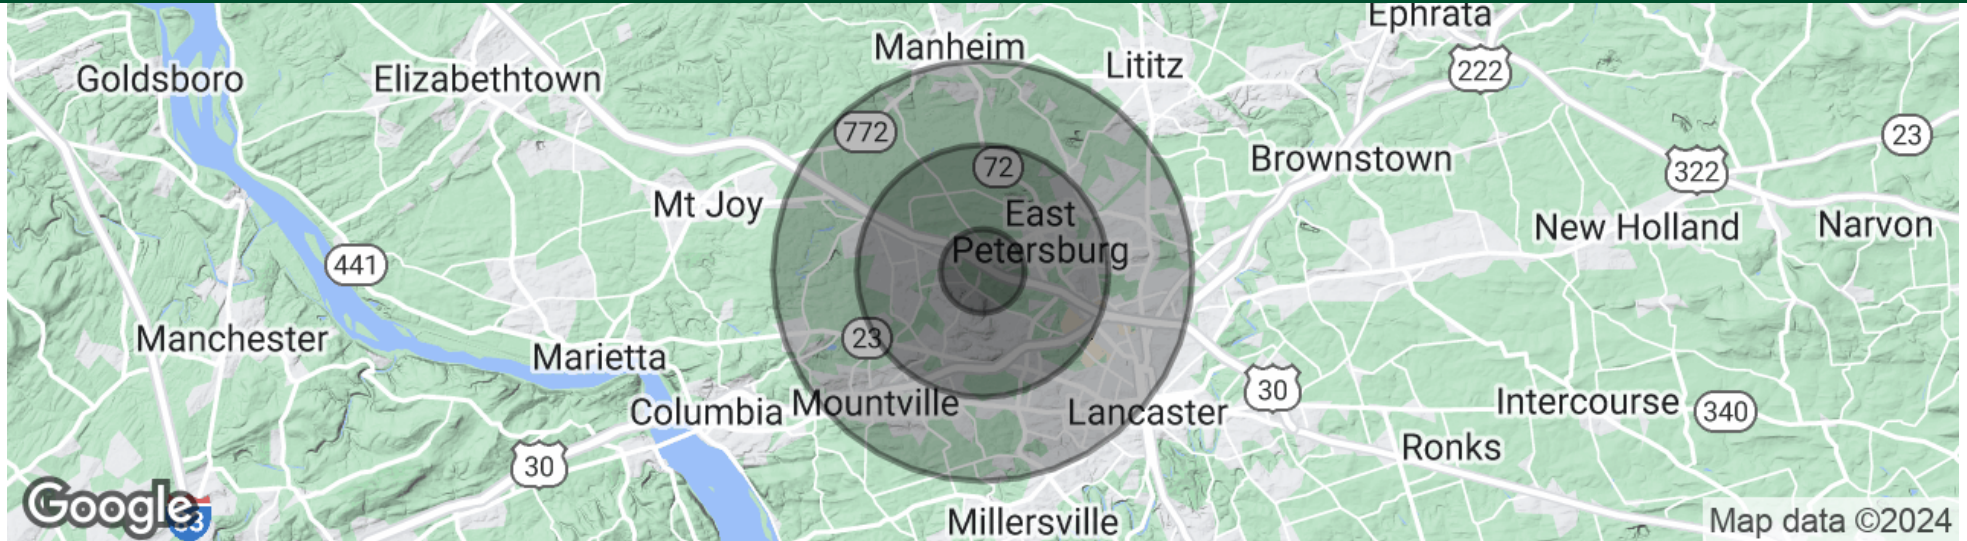 Ephrata
Manheim
Lititz
222
Goldsboro
Elizabethtown
772
23
72
Brownstown
322
Mt Joy
East
Petersburg
New Holland
Narvon
441
Manchester
23
Marietta
30
Columbia
Mountville
Lancaster
Intercourse
340
Ronks
30
Google
Millersville
Map data ©2024